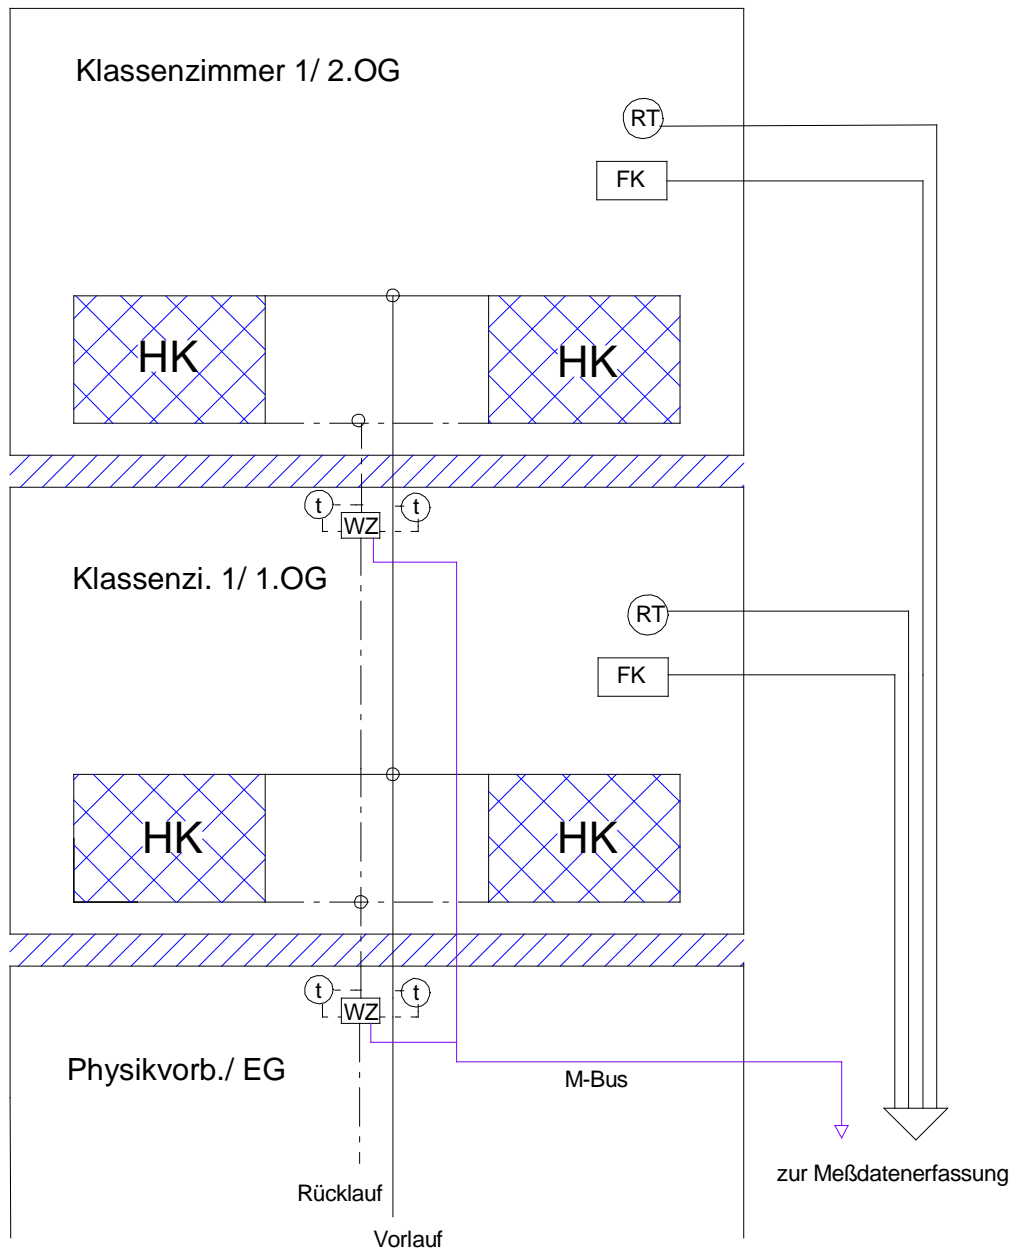 Klassenzimmer 1/ 2.OG
RT
FK
HK
HK
t
t
WZ
Klassenzi. 1/ 1.OG
RT
FK
HK
HK
t
t
WZ
Physikvorb./ EG
M-Bus
zur Meßdatenerfassung
Rücklauf
Vorlauf